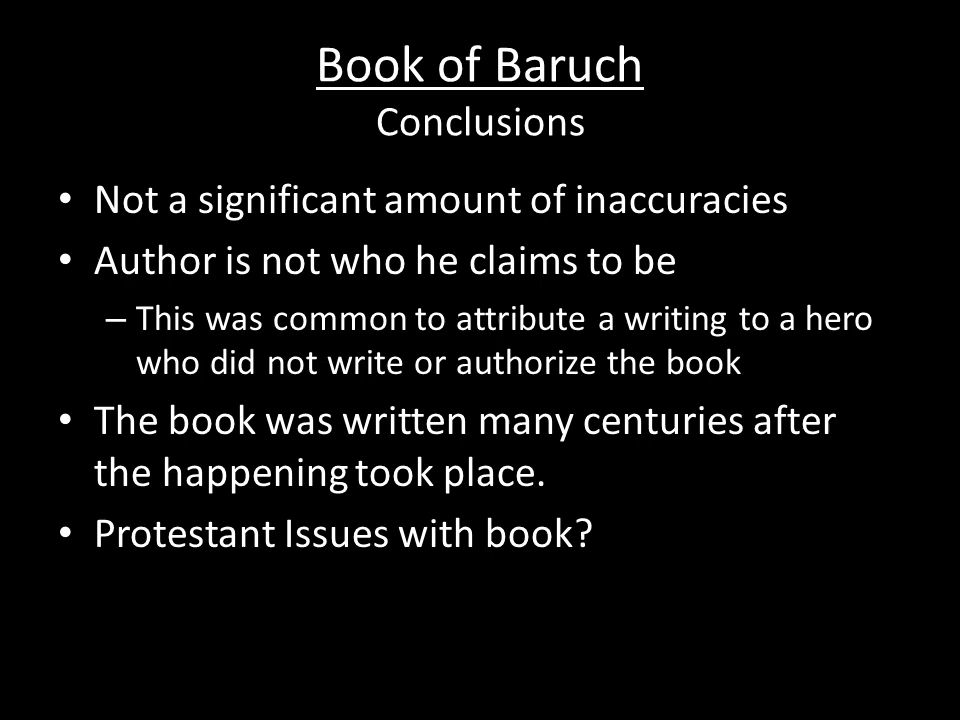 Book of Baruch
Conclusions
• Not a significant amount of inaccuracies
• Author is not who he claims to be
– This was common to attribute a writing to a hero
who did not write or authorize the book
• The book was written many centuries after
the happening took place.
• Protestant Issues with book?